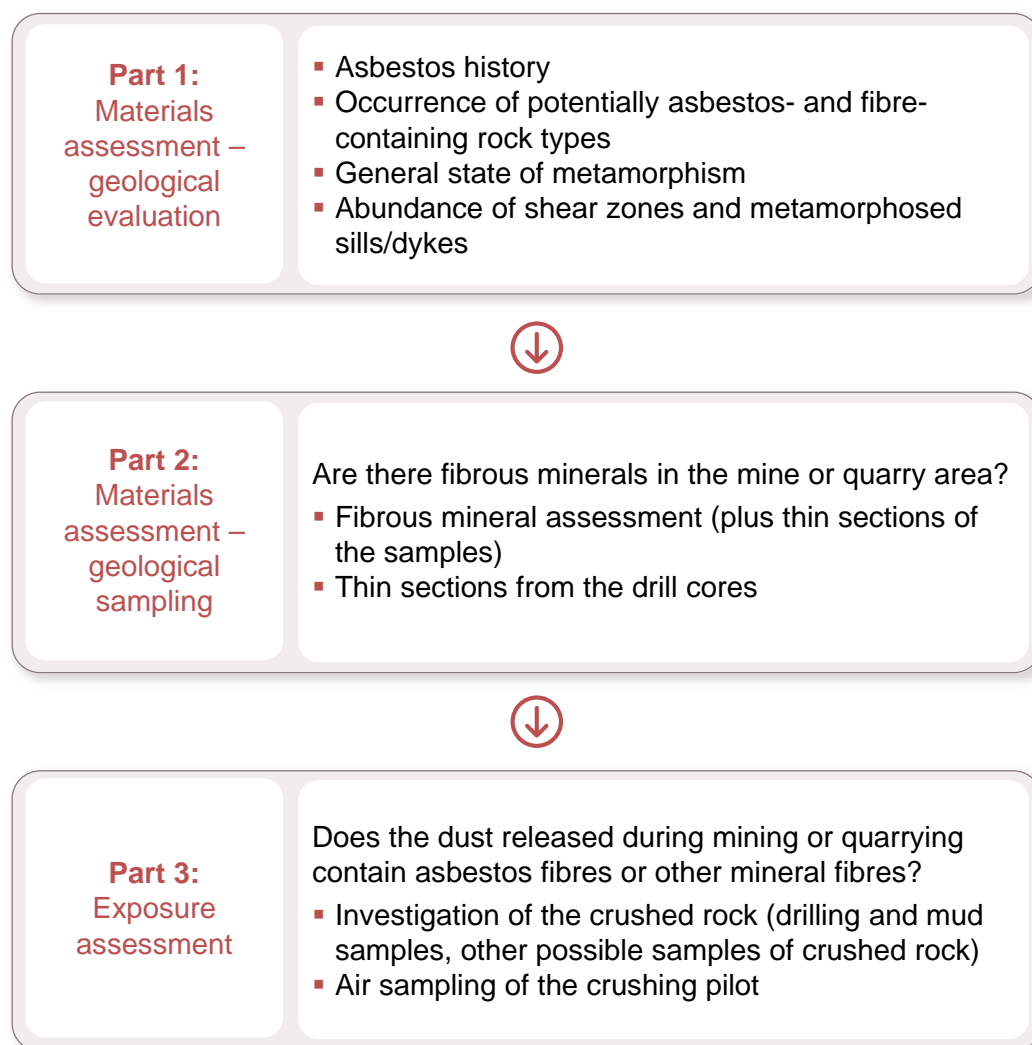 Part 1:
Materials
assessment –
geological
evaluation
▪ Asbestos history
▪ Occurrence of potentially asbestos- and fibre-
containing rock types
▪ General state of metamorphism
▪ Abundance of shear zones and metamorphosed
sills/dykes
Part 2:
Materials
assessment –
geological
sampling
Are there fibrous minerals in the mine or quarry area?
▪ Fibrous mineral assessment (plus thin sections of
the samples)
▪ Thin sections from the drill cores
Part 3:
Exposure
assessment
Does the dust released during mining or quarrying
contain asbestos fibres or other mineral fibres?
▪ Investigation of the crushed rock (drilling and mud
samples, other possible samples of crushed rock)
▪ Air sampling of the crushing pilot